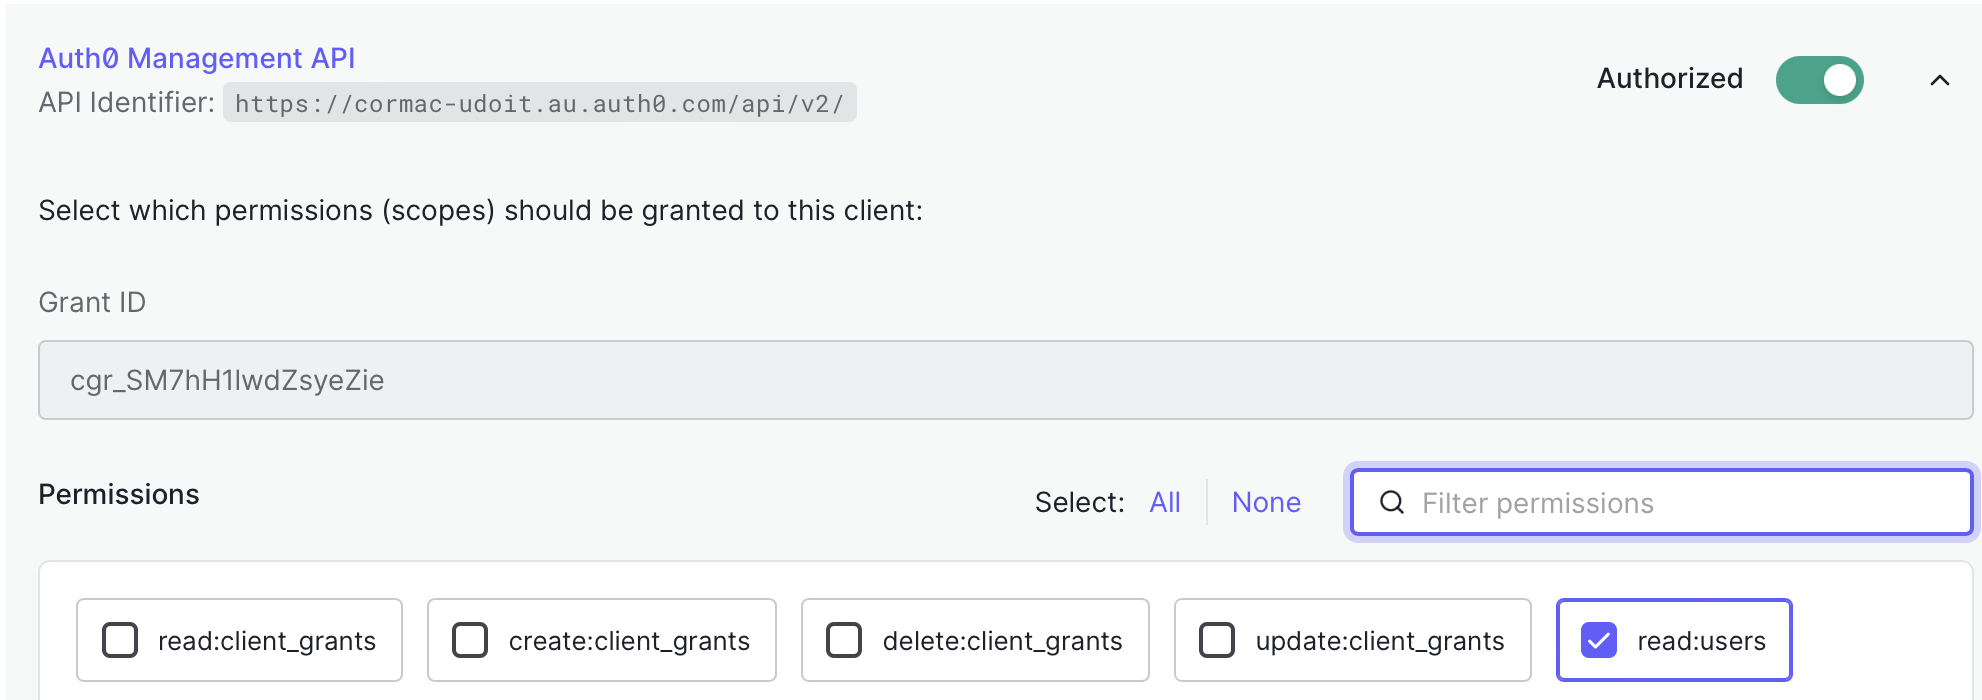 Auth0 Management API
API Identifier: https://cormac-udoit.au.auth0.com/api/v2/
Authorized
Select which permissions (scopes) should be granted to this client:
Grant ID
cgr_SM7hH1lwdZsyeZie
Permissions
Select: All None
Filter permissions
read:client_grants create:client_grants delete:client_grants update:client_grants read:users